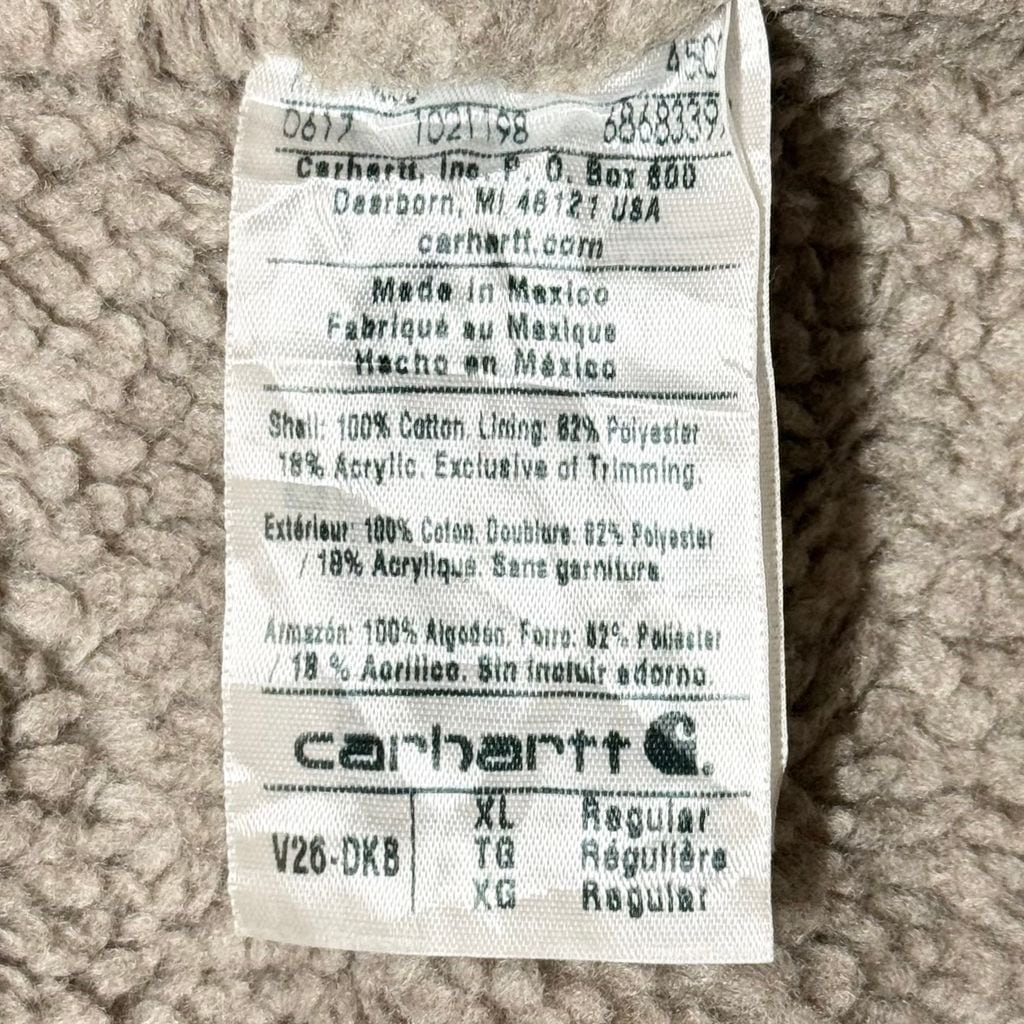 0617 1021198 6868339
Carhartt, Inc. P. O. Box 600
Dearborn, MI 48121 USA
carhartt.com
Made in Mexico
Fabriqué au Mexique
Hecho en México
Shell: 100% Cotton, Lining: 82% Polyester
18% Acrylic. Exclusive of Trimming.
Extérieur: 100% Coton, Doublure: 82% Polyester
/ 18% Acrylique. Sans garniture.
Armazón: 100% Algodon, Forro: 82% Poliéster
/ 18 % Acrílico. Sin incluir adorno.
carhartt
V26-DKB
XL Regular
TG Régulière
XG Regular